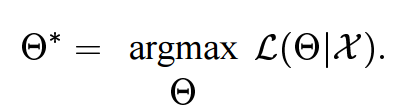 Θ* = argmax ℒ(Θ|𝒳).
Θ